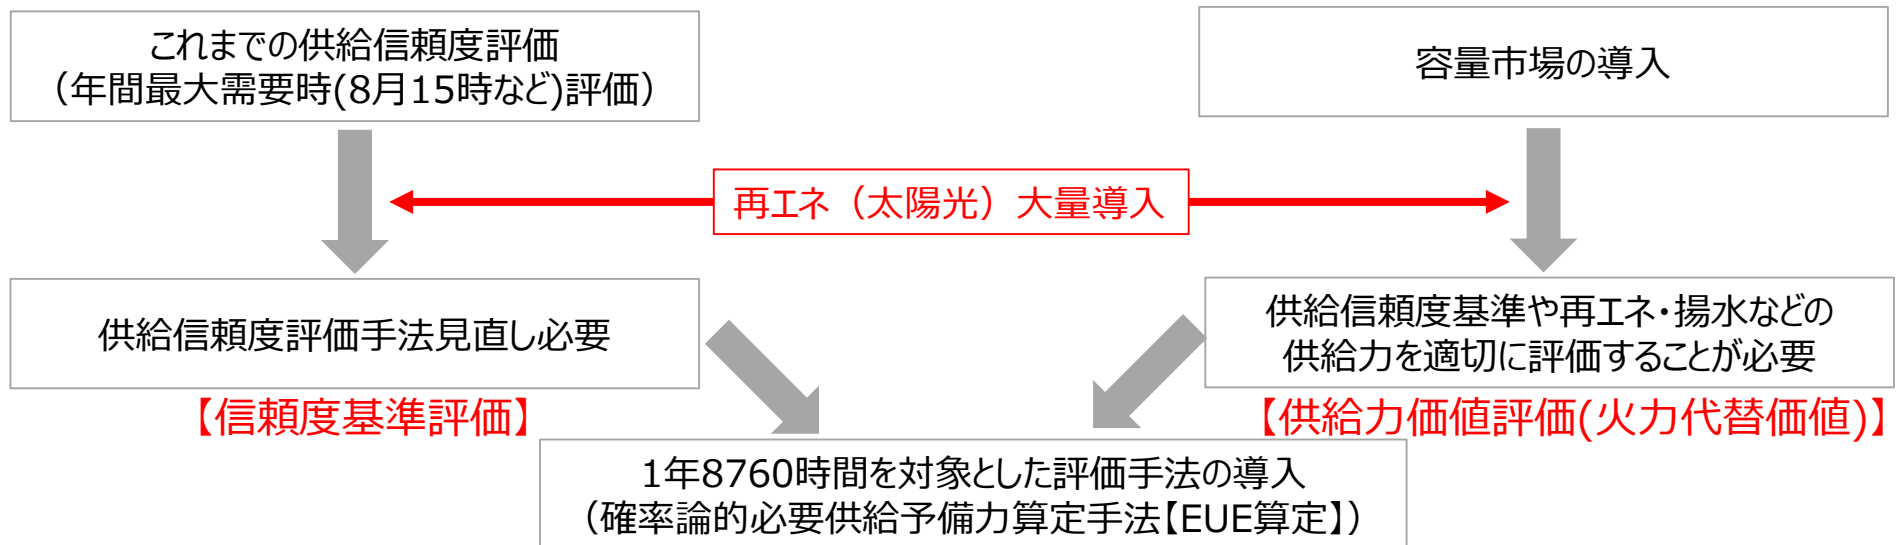 これまでの供給信頼度評価
（年間最大需要時(8月15時など)評価）
容量市場の導入
再エネ（太陽光）大量導入
供給信頼度評価手法見直し必要
【信頼度基準評価】
供給信頼度基準や再エネ・揚水などの
供給力を適切に評価することが必要
【供給力価値評価(火力代替価値)】
1年8760時間を対象とした評価手法の導入
（確率論的必要供給予備力算定手法【EUE算定】）